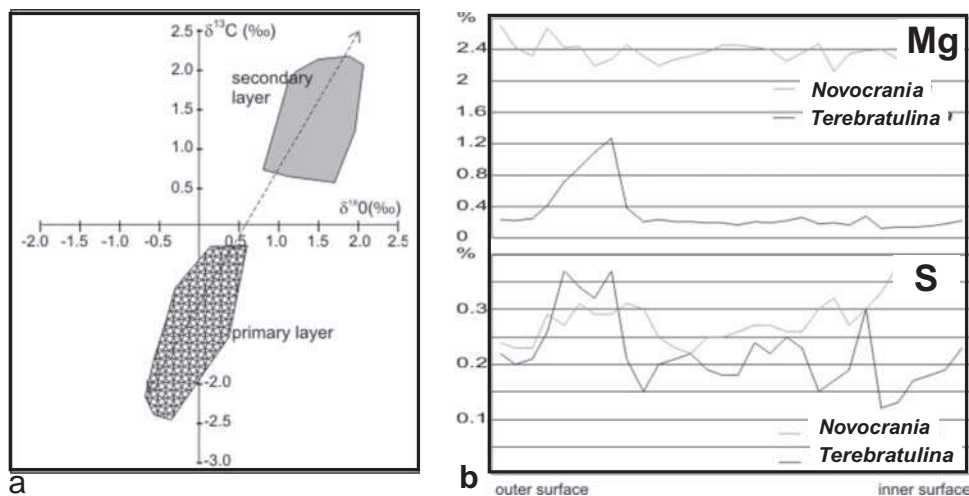 δ¹³C (‰)
2.5
2.0
secondary
layer
1.5
1.0
0.5
δ¹⁸0(‰)
-2.0 -1.5 -1.0 -0.5 0.5 1.0 1.5 2.0 2.5
primary layer
-2.0
-2.5
-3.0
a
%
Mg
2.4
2
Novocrania
1.6
Terebratulina
1.2
0.8
0.4
0
%
S
0.3
0.2
0.1
Novocrania
Terebratulina
b
outer surface inner surface